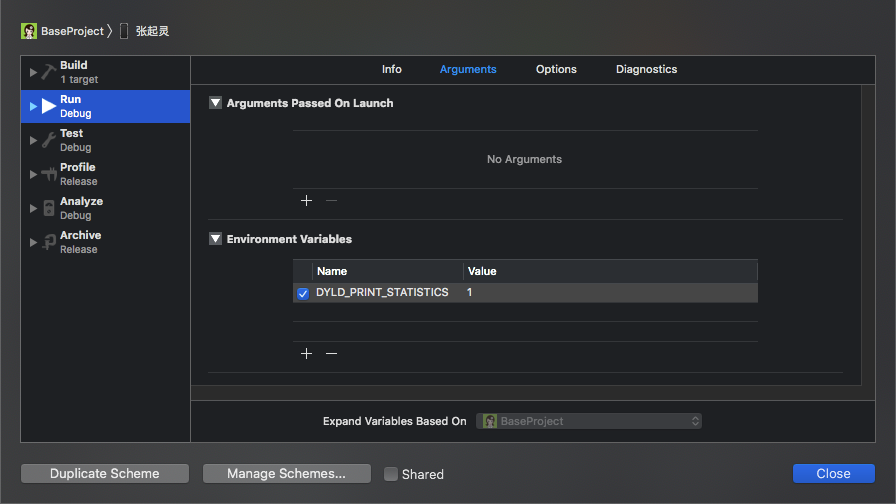 BaseProject 〉 张起灵
Build
1 target
Run
Debug
Test
Debug
Profile
Release
Analyze
Debug
Archive
Release
Info Arguments Options Diagnostics
Arguments Passed On Launch
No Arguments
Environment Variables
Name Value
DYLD_PRINT_STATISTICS 1
Expand Variables Based On BaseProject
Duplicate Scheme Manage Schemes... Shared Close